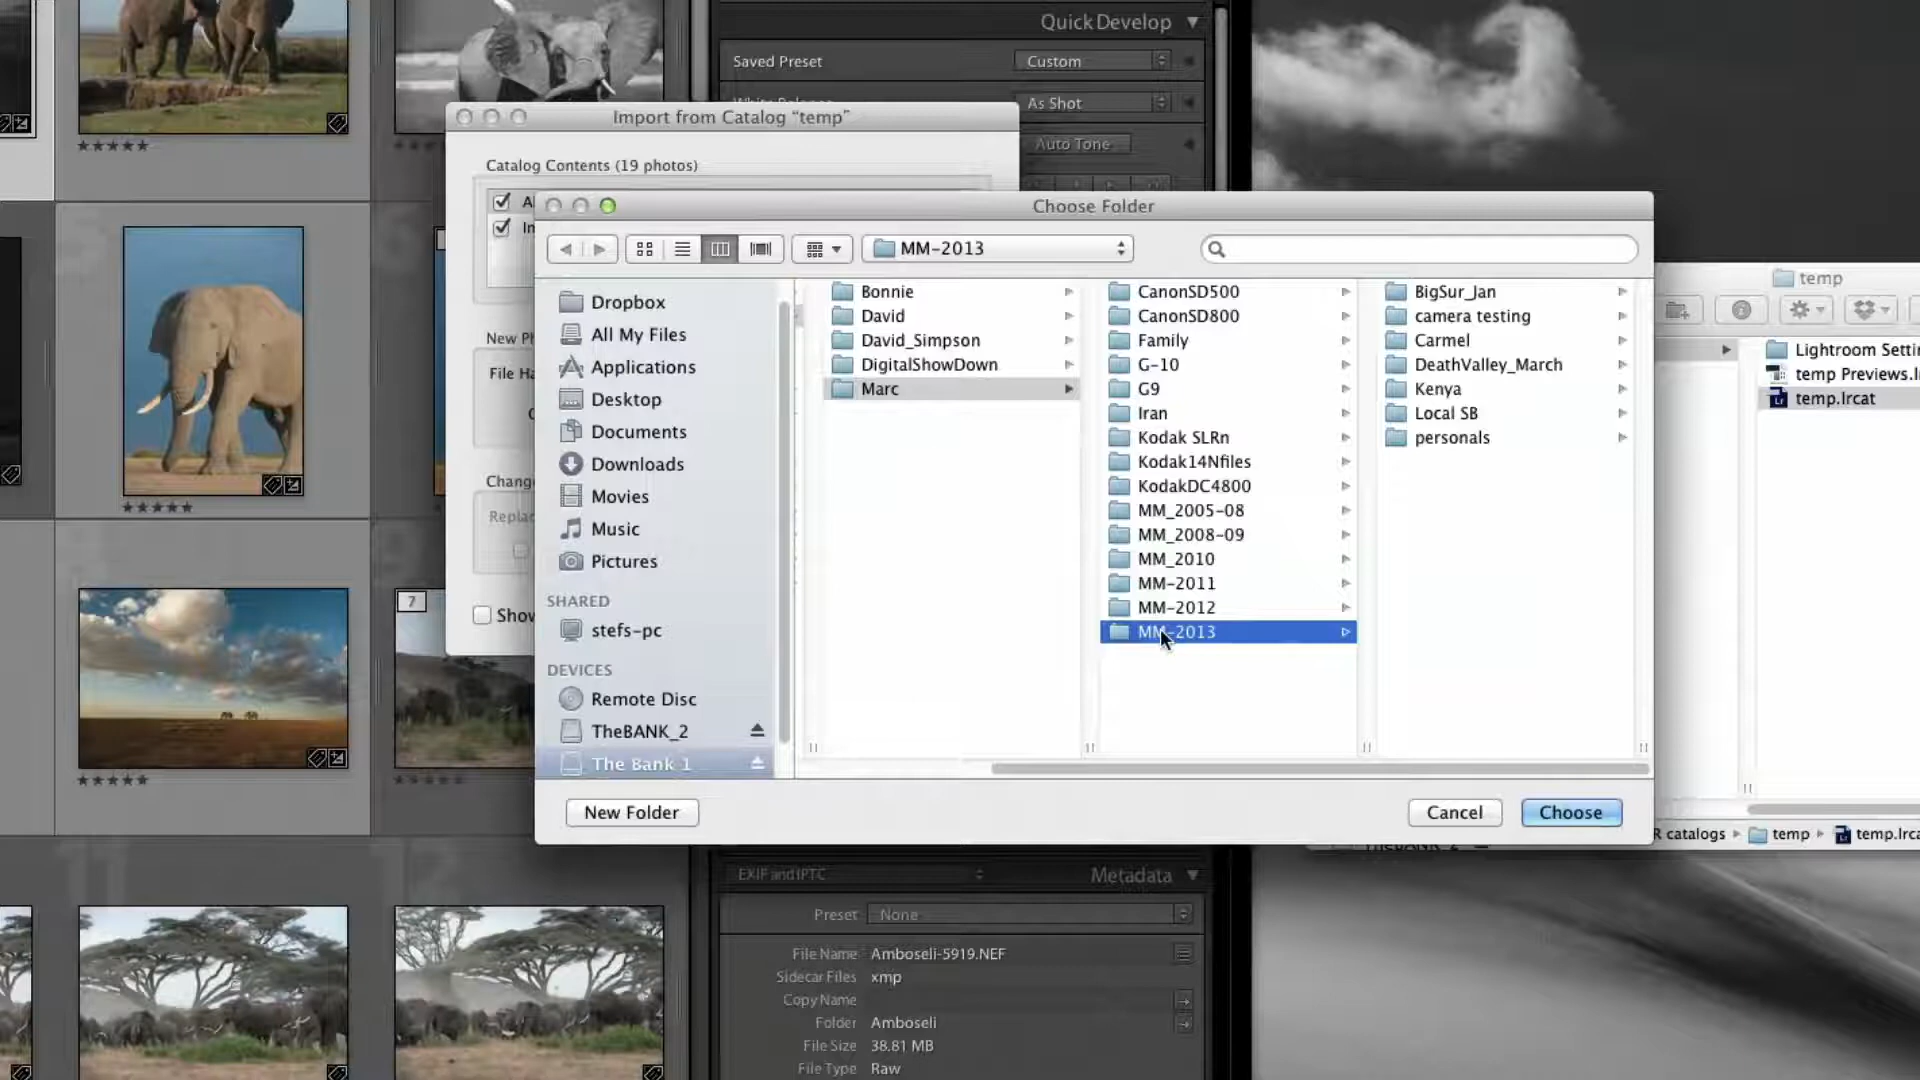 Quick Develop
Saved Preset
Custom
As Shot
Auto Tone
Import from Catalog “temp”
Catalog Contents (19 photos)
Choose Folder
MM-2013
Dropbox
All My Files
Applications
Desktop
Documents
Downloads
Movies
Music
Pictures
SHARED
stefs-pc
DEVICES
Remote Disc
TheBANK_2
The Bank 1
Bonnie
David
David_Simpson
DigitalShowDown
Marc
CanonSD500
CanonSD800
Family
G-10
G9
Iran
Kodak SLRn
Kodak14Nfiles
KodakDC4800
MM_2005-08
MM_2008-09
MM_2010
MM-2011
MM-2012
MM-2013
BigSur_Jan
camera testing
Carmel
DeathValley_March
Kenya
Local SB
personals
New Folder
Cancel
Choose
temp
temp.lrcat
R catalogs
temp
7
EXIF and IPTC
Metadata
Preset
None
File Name Amboseli-5919.NEF
Sidecar Files xmp
Copy Name
Folder Amboseli
File Size 38.81 MB
File Type Raw